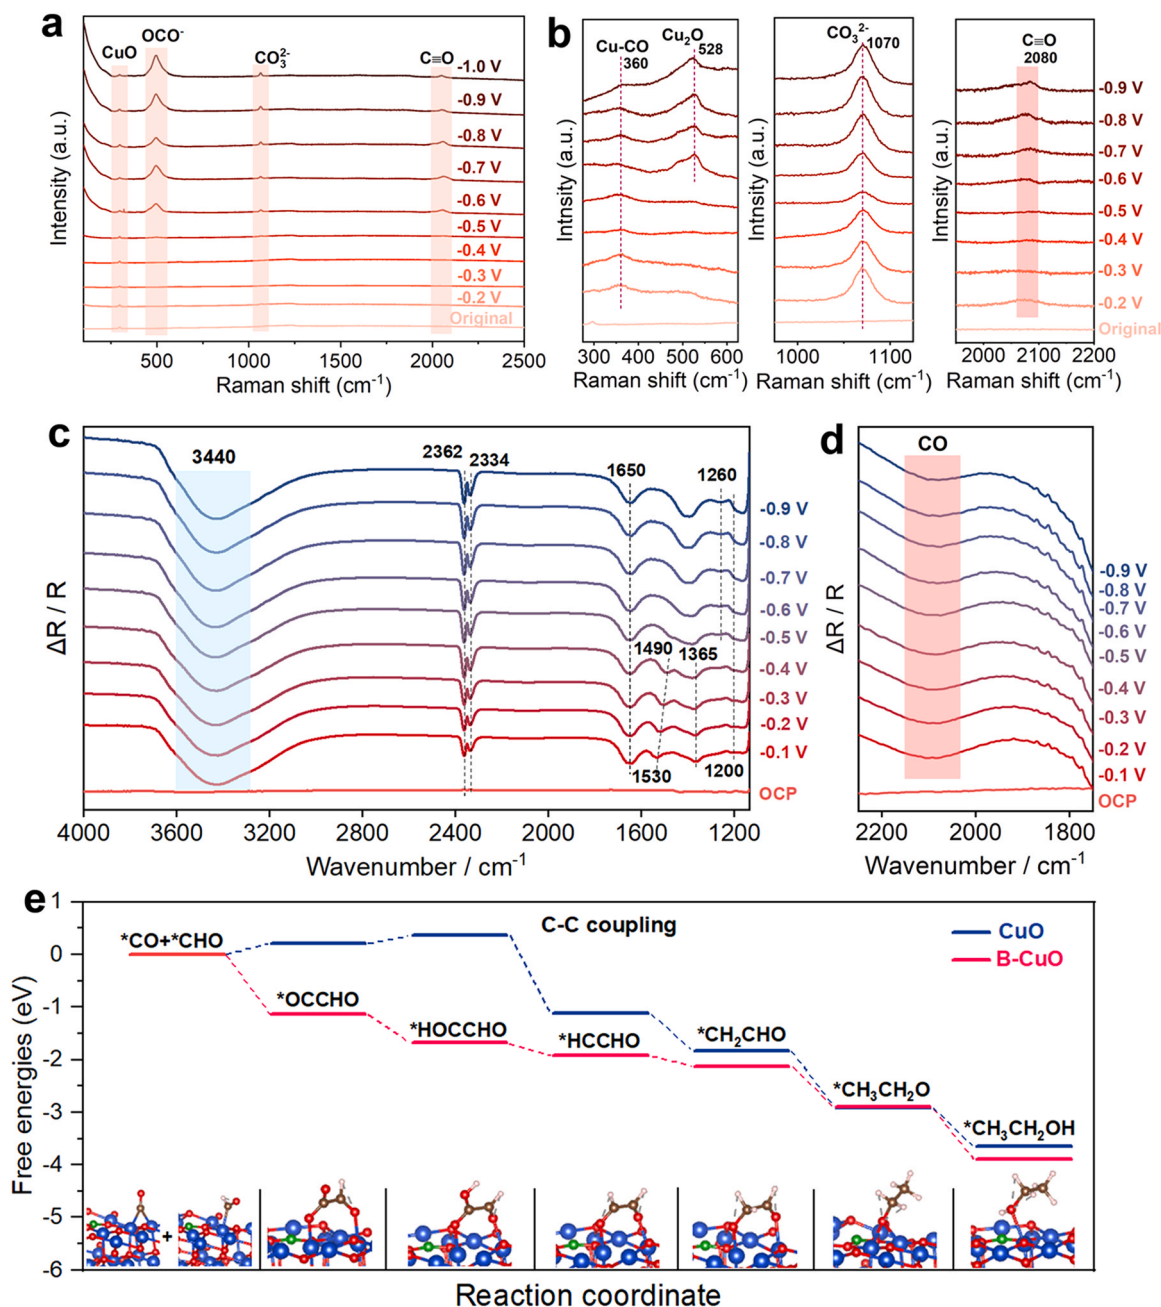 a
OCO⁻
CuO
CO₃²⁻
C≡O
-1.0 V
-0.9 V
-0.8 V
-0.7 V
-0.6 V
-0.5 V
-0.4 V
-0.3 V
-0.2 V
Original
Intensity (a.u.)
500 1000 1500 2000 2500
Raman shift (cm⁻¹)
b
Cu-CO
360
Cu₂O
528
Intnsity (a.u.)
300 400 500 600
Raman shift (cm⁻¹)
CO₃²⁻
1070
Intnsity (a.u.)
1000 1100
Raman shift (cm⁻¹)
C≡O
2080
-0.9 V
-0.8 V
-0.7 V
-0.6 V
-0.5 V
-0.4 V
-0.3 V
-0.2 V
Original
Intnsity (a.u.)
2000 2100 2200
Raman shift (cm⁻¹)
c
3440
2362
2334
1650
1260
1490
1365
1530
1200
-0.9 V
-0.8 V
-0.7 V
-0.6 V
-0.5 V
-0.4 V
-0.3 V
-0.2 V
-0.1 V
OCP
ΔR / R
4000 3600 3200 2800 2400 2000 1600 1200
Wavenumber / cm⁻¹
d
CO
-0.9 V
-0.8 V
-0.7 V
-0.6 V
-0.5 V
-0.4 V
-0.3 V
-0.2 V
-0.1 V
OCP
ΔR / R
2200 2000 1800
Wavenumber / cm⁻¹
e
C-C coupling
CuO
B-CuO
*CO+*CHO
*OCCHO
*HOCCHO
*HCCHO
*CH₂CHO
*CH₃CH₂O
*CH₃CH₂OH
+
1
0
-1
-2
-3
-4
-5
-6
Free energies (eV)
Reaction coordinate